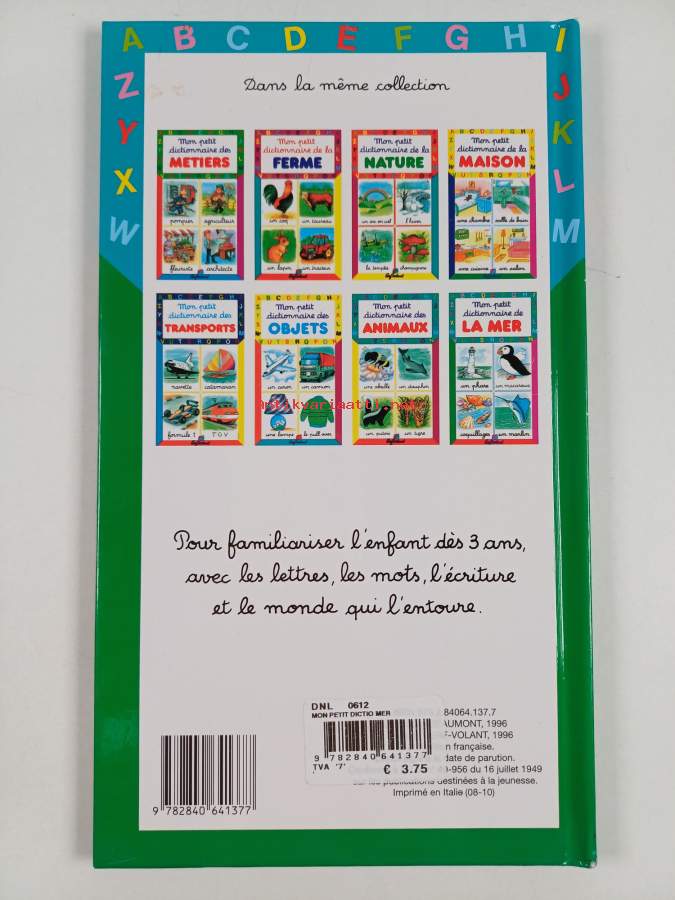 A B C D E F G H I
Z J
Y K
X L
W M
Dans la même collection
Mon petit dictionnaire des
METIERS
pompier agriculteur
fleuriste architecte
Mon petit dictionnaire de la
FERME
un coq un taureau
un lapin un tracteur
Mon petit dictionnaire de la
NATURE
un arc en ciel l'hiver
la tempête champignons
Mon petit dictionnaire de la
MAISON
une chambre salle de bain
une cuisine un salon
Mon petit dictionnaire des
TRANSPORTS
navette catamaran
formule 1 TGV
Mon petit dictionnaire des
OBJETS
un avion un camion
une lampe le pull over
Mon petit dictionnaire des
ANIMAUX
une abeille un dauphin
un putois un tigre
Mon petit dictionnaire de
LA MER
un phare un macareux
coquillages un marlin
antikvariaatti.net
Pour familiariser l'enfant dès 3 ans,
avec les lettres, les mots, l'écriture
et le monde qui l'entoure.
DNL 0612
MON PETIT DICTIO MER
9 782840 641377
TVA '7' € 3.75
84064.137.7
AUMONT, 1996
F-VOLANT, 1996
n française.
date de parution.
-956 du 16 juillet 1949
sur les publications destinées à la jeunesse.
Imprimé en Italie (08-10)
9 782840 641377